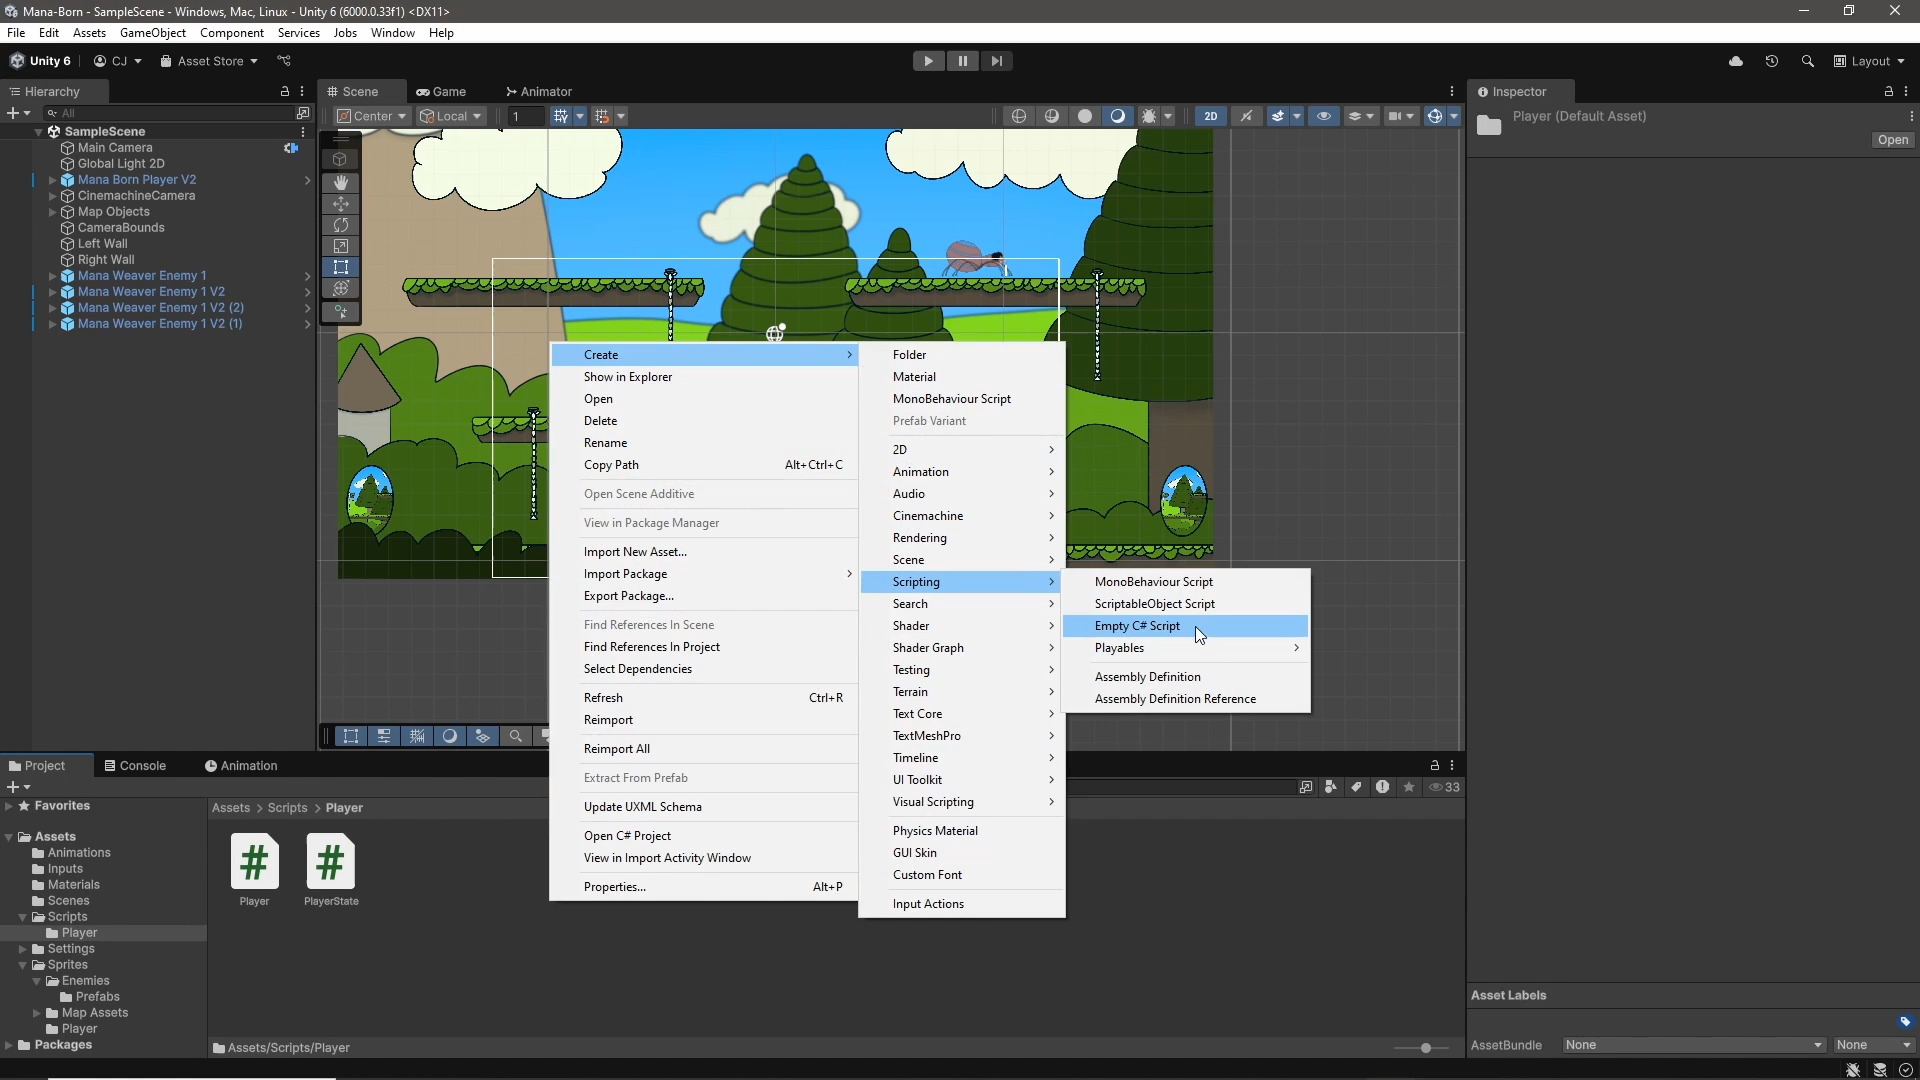 Mana-Born - SampleScene - Windows, Mac, Linux - Unity 6 (6000.0.33f1) <DX11>
File Edit Assets GameObject Component Services Jobs Window Help
Unity 6 CJ Asset Store Layout
Hierarchy Scene Game Animator Inspector
All Center Local 1 2D Player (Default Asset)
Open
SampleScene
Main Camera
Global Light 2D
Mana Born Player V2
CinemachineCamera
Map Objects
CameraBounds
Left Wall
Right Wall
Mana Weaver Enemy 1
Mana Weaver Enemy 1 V2
Mana Weaver Enemy 1 V2 (2)
Mana Weaver Enemy 1 V2 (1)
Create
Show in Explorer
Open
Delete
Rename
Copy Path Alt+Ctrl+C
Open Scene Additive
View in Package Manager
Import New Asset...
Import Package
Export Package...
Find References In Scene
Find References In Project
Select Dependencies
Refresh Ctrl+R
Reimport
Reimport All
Extract From Prefab
Update UXML Schema
Open C# Project
View in Import Activity Window
Properties... Alt+P
Folder
Material
MonoBehaviour Script
Prefab Variant
2D
Animation
Audio
Cinemachine
Rendering
Scene
Scripting
Search
Shader
Shader Graph
Testing
Terrain
Text Core
TextMeshPro
Timeline
UI Toolkit
Visual Scripting
Physics Material
GUI Skin
Custom Font
Input Actions
MonoBehaviour Script
ScriptableObject Script
Empty C# Script
Playables
Assembly Definition
Assembly Definition Reference
Project Console Animation
33
Favorites
Assets
Animations
Inputs
Materials
Scenes
Scripts
Player
Settings
Sprites
Enemies
Prefabs
Map Assets
Player
Packages
Assets > Scripts > Player
# #
Player PlayerState
Assets/Scripts/Player
Asset Labels
AssetBundle None None